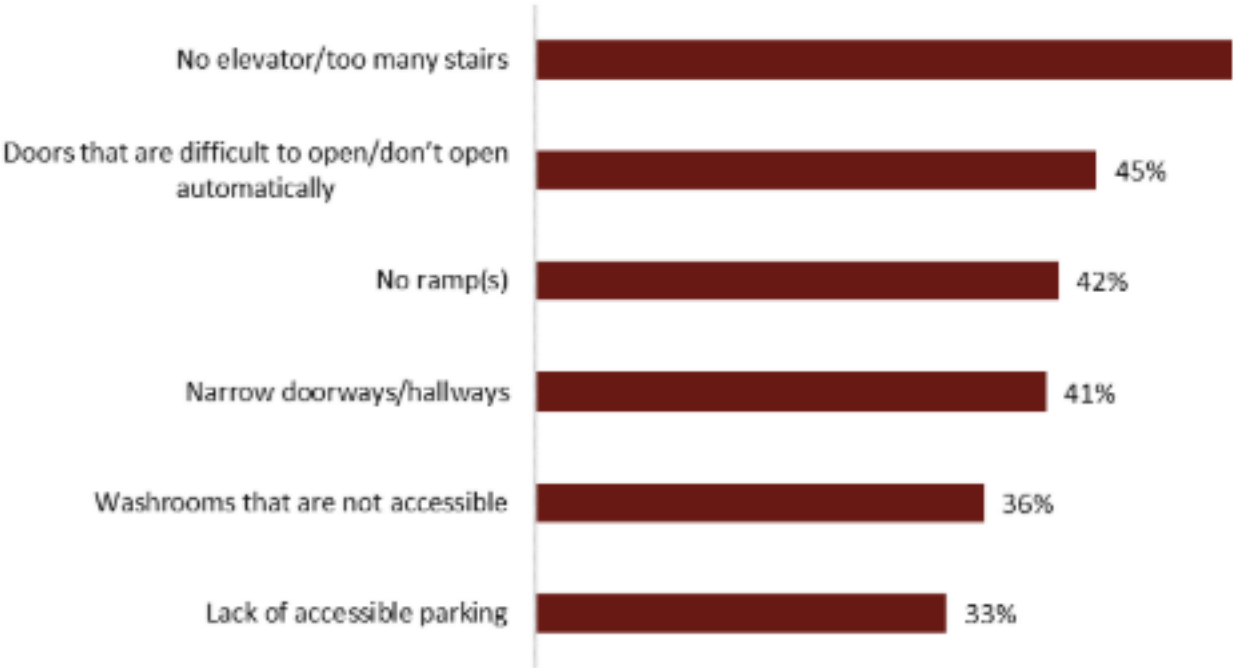 No elevator/too many stairs
Doors that are difficult to open/don't open
automatically
45%
No ramp(s)
42%
Narrow doorways/hallways
41%
Washrooms that are not accessible
36%
Lack of accessible parking
33%